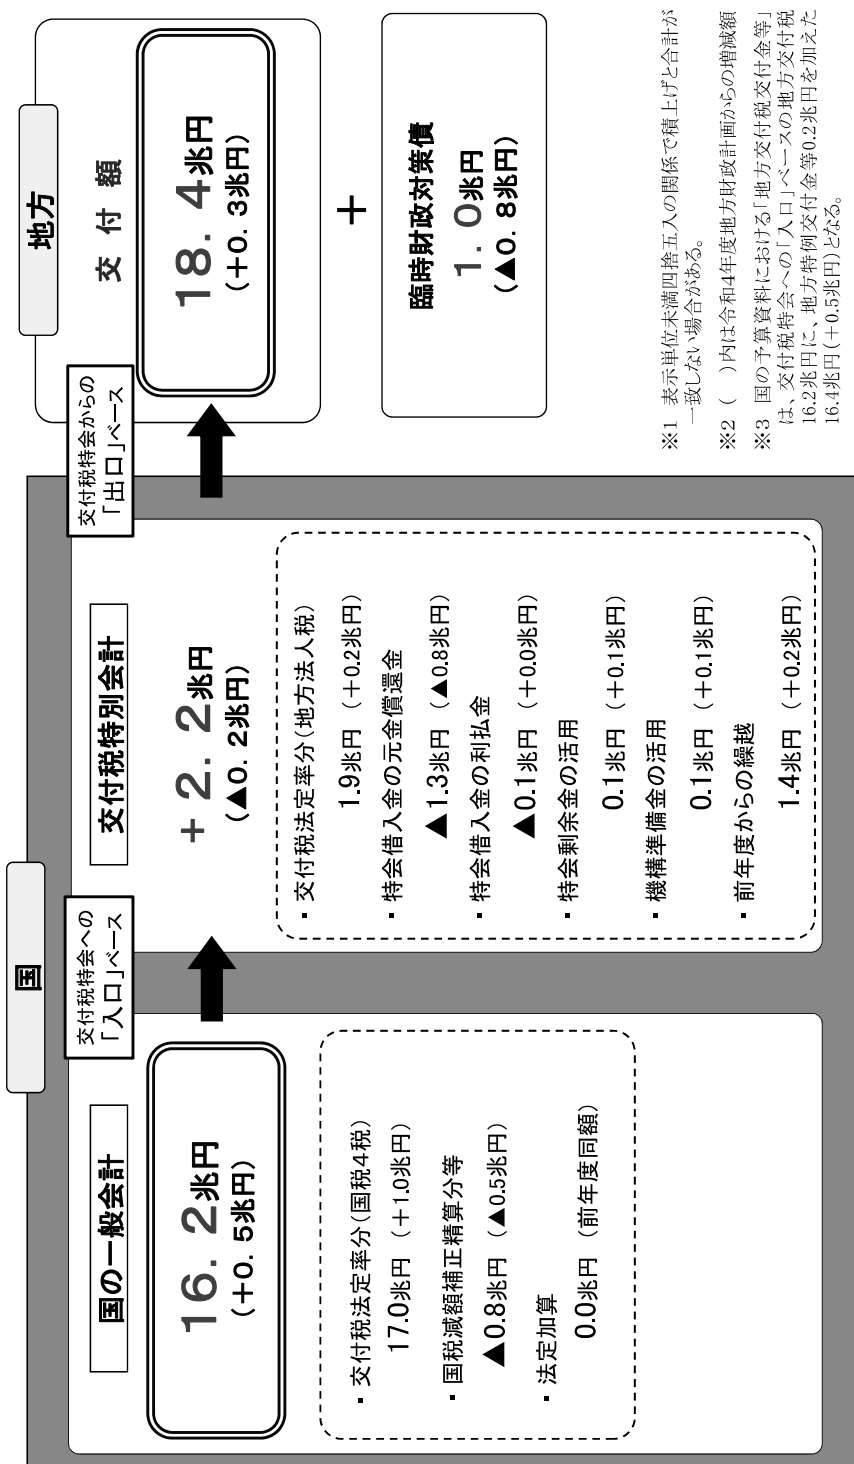 国
国の一般会計
16.2兆円
(+0.5兆円)
・交付税法定率分(国税4税)
17.0兆円(+1.0兆円)
・国税減額補正精算分等
▲0.8兆円(▲0.5兆円)
・法定加算
0.0兆円(前年度同額)
交付税特会への
「入口」ベース
交付税特別会計
+2.2兆円
(▲0.2兆円)
・交付税法定率分(地方法人税)
1.9兆円(+0.2兆円)
・特会借入金の元金償還金
▲1.3兆円(▲0.8兆円)
・特会借入金の利払金
▲0.1兆円(+0.0兆円)
・特会剰余金の活用
0.1兆円(+0.1兆円)
・機構準備金の活用
0.1兆円(+0.1兆円)
・前年度からの繰越
1.4兆円(+0.2兆円)
交付税特会からの
「出口」ベース
地方
交付額
18.4兆円
(+0.3兆円)
+
臨時財政対策債
1.0兆円
(▲0.8兆円)
※1 表示単位未満四捨五入の関係で積上げと合計が
一致しない場合がある。
※2 ( )内は令和4年度地方財政計画からの増減額
※3 国の予算資料における「地方交付税交付金等」
は、交付税特会への「入口」ベースの地方交付税
16.2兆円に、地方特例交付金等0.2兆円を加えた
16.4兆円(+0.5兆円)となる。